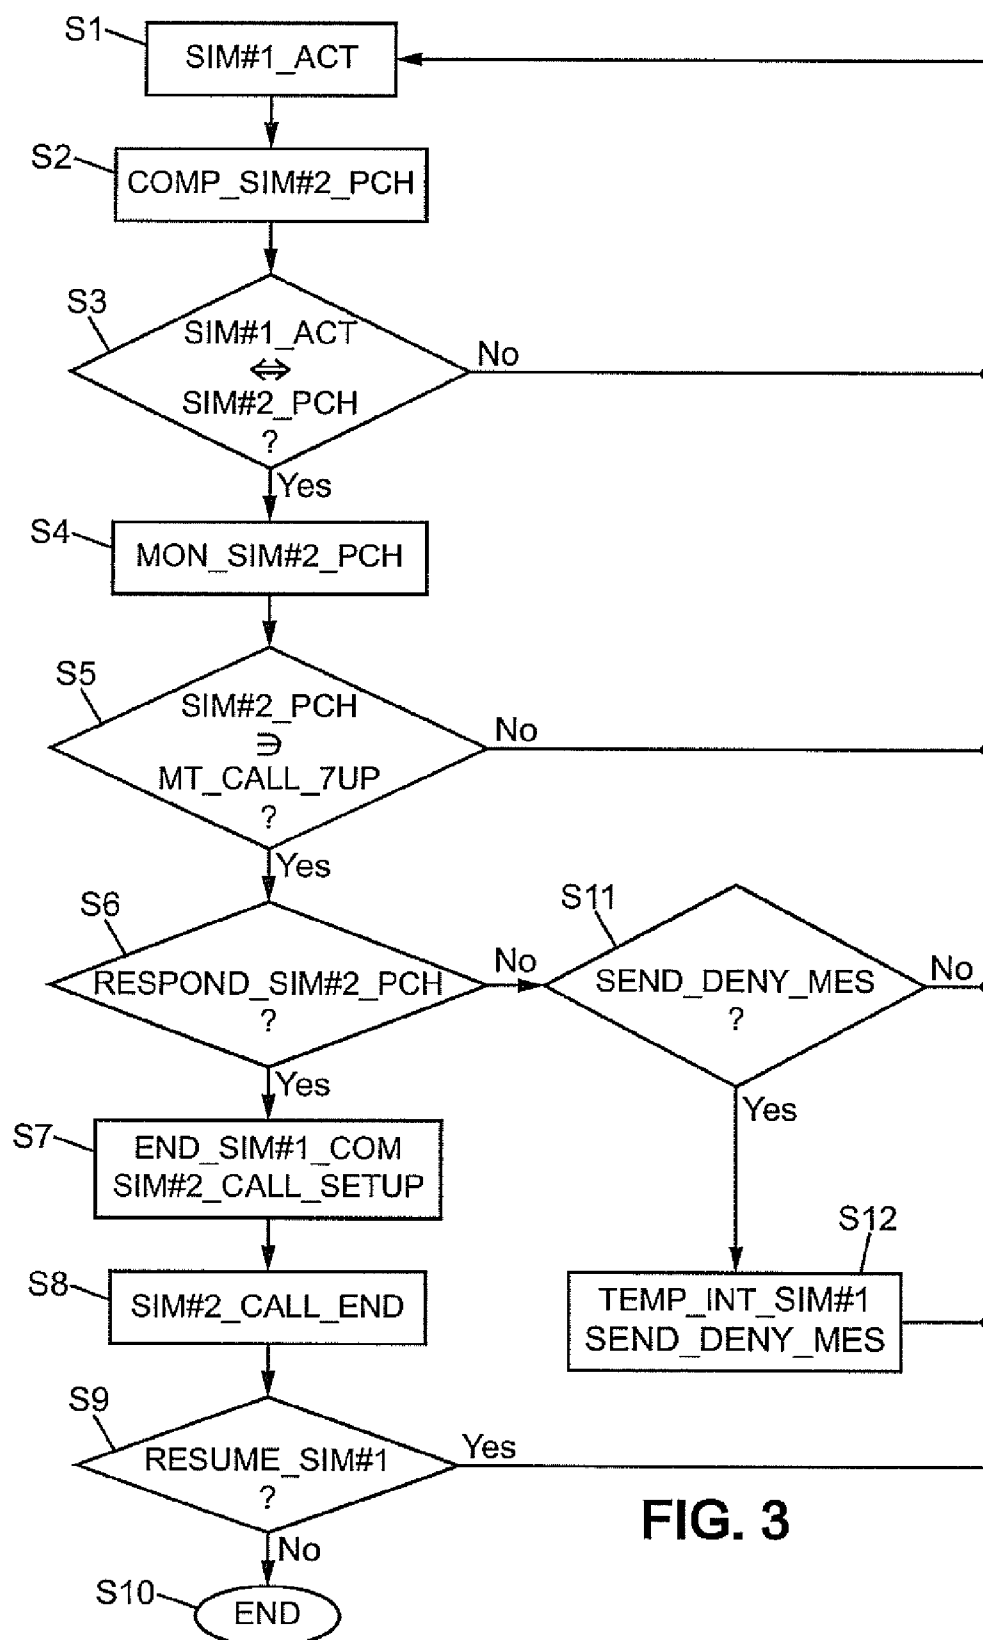 S1
SIM#1_ACT
S2
COMP_SIM#2_PCH
S3
SIM#1_ACT
⇔
SIM#2_PCH
?
No
Yes
S4
MON_SIM#2_PCH
S5
SIM#2_PCH
∋
MT_CALL_7UP
?
No
Yes
S6
RESPOND_SIM#2_PCH
?
No
Yes
S11
SEND_DENY_MES
?
No
Yes
S7
END_SIM#1_COM
SIM#2_CALL_SETUP
S12
TEMP_INT_SIM#1
SEND_DENY_MES
S8
SIM#2_CALL_END
S9
RESUME_SIM#1
?
Yes
No
S10
END
FIG. 3